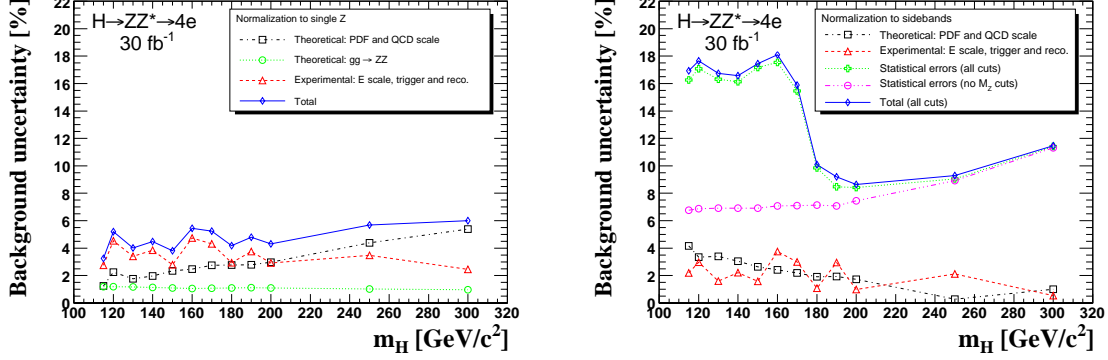 H→ZZ*→4e
30 fb-1
Normalization to single Z
Theoretical: PDF and QCD scale
Theoretical: gg → ZZ
Experimental: E scale, trigger and reco.
Total
Background uncertainty [%]
22
20
18
16
14
12
10
8
6
4
2
0
100 120 140 160 180 200 220 240 260 280 300 320
mH [GeV/c2]
H→ZZ*→4e
30 fb-1
Normalization to sidebands
Theoretical: PDF and QCD scale
Experimental: E scale, trigger and reco.
Statistical errors (all cuts)
Statistical errors (no MZ cuts)
Total (all cuts)
Background uncertainty [%]
22
20
18
16
14
12
10
8
6
4
2
0
100 120 140 160 180 200 220 240 260 280 300 320
mH [GeV/c2]